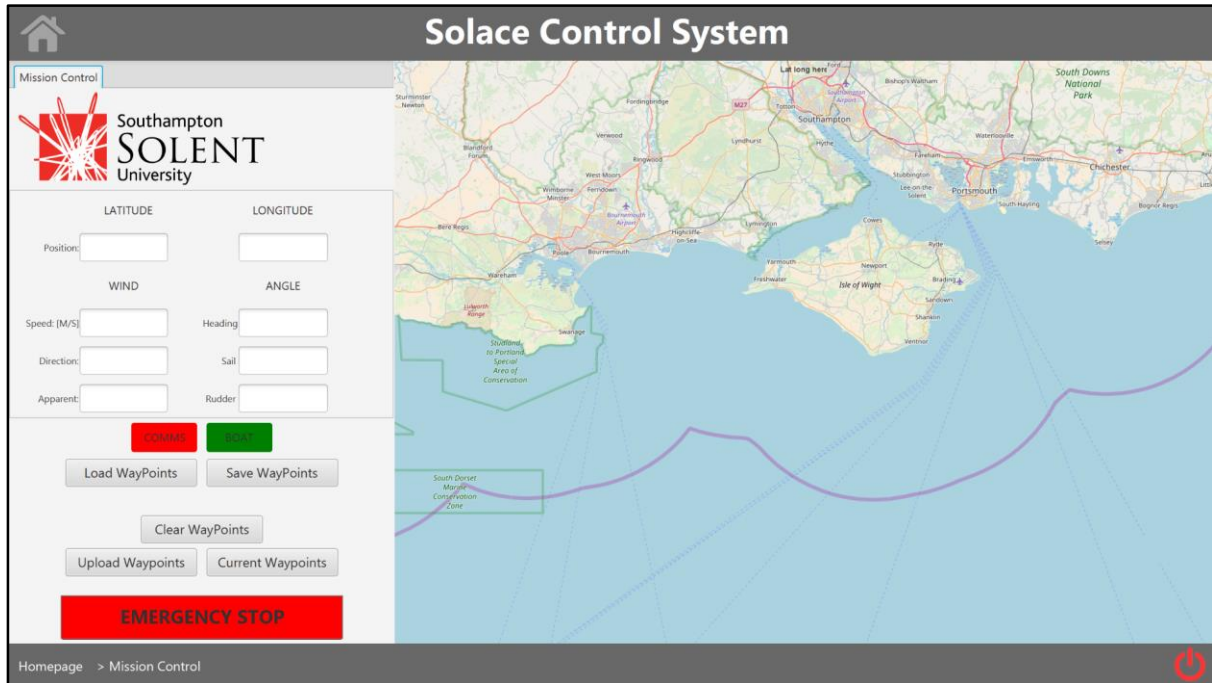 Solace Control System
Mission Control
Southampton
SOLENT
University
LATITUDE LONGITUDE
Position:
WIND ANGLE
Speed: [M/S] Heading
Direction: Sail
Apparent: Rudder
COMMS BOAT
Load WayPoints Save WayPoints
Clear WayPoints
Upload Waypoints Current Waypoints
EMERGENCY STOP
Homepage > Mission Control
Lat long here
South Downs
National
Park
Bishop's Waltham
Sturminster
Newton
Fordingbridge
M27
Totton
Southampton
Airport
Southampton
Verwood
Lyndhurst
Hythe
Waterlooville
Blandford
Forum
Ringwood
Fareham
Emsworth
Chichester
West Moors
Stubbington
Wimborne
Minster
Ferndown
Lee-on-the
Solent
Portsmouth
South Hayling
Bognor Regis
Bournemouth
Airport
Bere Regis
Highcliffe
-on-Sea
Lymington
Cowes
Selsey
Poole
Bournemouth
Ryde
Wareham
Yarmouth
Newport
Freshwater
Isle of Wight
Brading
Sandown
Lulworth
Range
Shanklin
Swanage
Ventnor
Studland
to Portland
Special
Area of
Conservation
South Dorset
Marine
Conservation
Zone